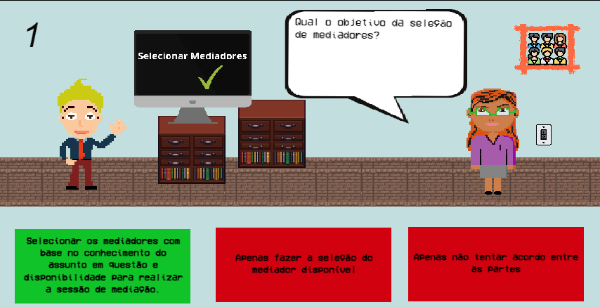 1
Selecionar Mediadores
Qual o objetivo da seleção
de mediadores?
Selecionar os mediadores com
base no conhecimento do
assunto em questão e
disponibilidade para realizar
a sessão de mediação.
Apenas fazer a seleção do
mediador disponível
Apenas não tentar acordo entre
as partes